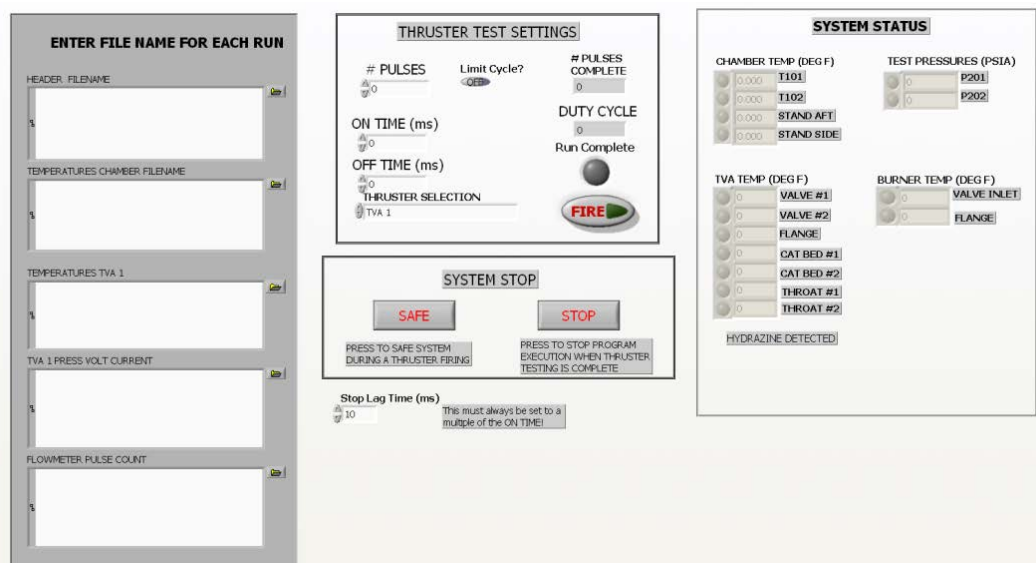 ENTER FILE NAME FOR EACH RUN
HEADER FILENAME
TEMPERATURES CHAMBER FILENAME
TEMPERATURES TVA 1
TVA 1 PRESS VOLT CURRENT
FLOWMETER PULSE COUNT
THRUSTER TEST SETTINGS
# PULSES
0
Limit Cycle?
OFF
# PULSES
COMPLETE
0
ON TIME (ms)
0
DUTY CYCLE
0
OFF TIME (ms)
0
Run Complete
THRUSTER SELECTION
TVA 1
FIRE
SYSTEM STOP
SAFE
STOP
PRESS TO SAFE SYSTEM
DURING A THRUSTER FIRING
PRESS TO STOP PROGRAM
EXECUTION WHEN THRUSTER
TESTING IS COMPLETE
Stop Lag Time (ms)
10
This must always be set to a
multiple of the ON TIME!
SYSTEM STATUS
CHAMBER TEMP (DEG F)
0.000 T101
0.000 T102
0.000 STAND AFT
0.000 STAND SIDE
TEST PRESSURES (PSIA)
0 P201
0 P202
TVA TEMP (DEG F)
0 VALVE #1
0 VALVE #2
0 FLANGE
0 CAT BED #1
0 CAT BED #2
0 THROAT #1
0 THROAT #2
BURNER TEMP (DEG F)
0 VALVE INLET
0 FLANGE
HYDRAZINE DETECTED